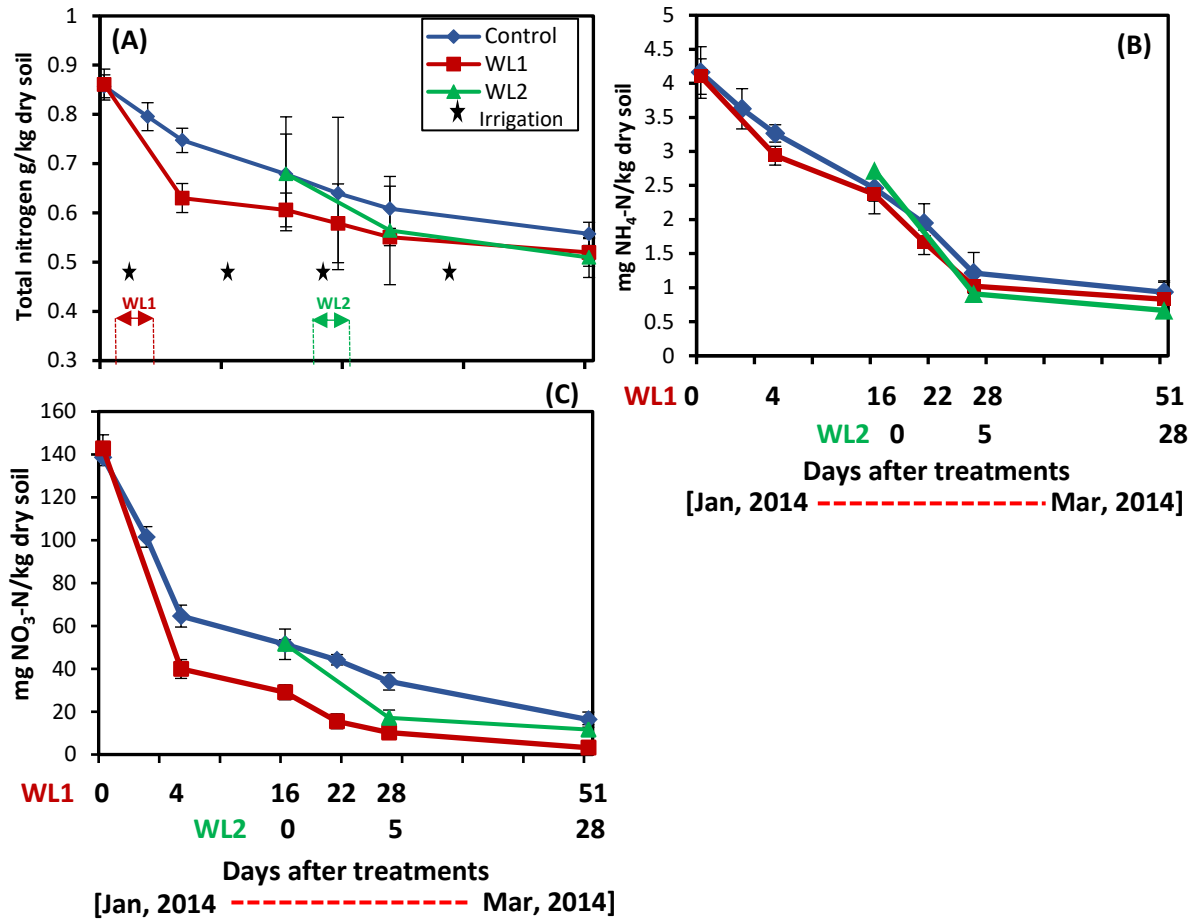 (A)
Control
WL1
WL2
Irrigation
Total nitrogen g/kg dry soil
1
0.9
0.8
0.7
0.6
0.5
0.4
0.3
WL1
WL2
(B)
mg NH₄-N/kg dry soil
4.5
4
3.5
3
2.5
2
1.5
1
0.5
0
WL1 0 4 16 22 28 51
WL2 0 5 28
Days after treatments
[Jan, 2014 ---------- Mar, 2014]
(C)
mg NO₃-N/kg dry soil
160
140
120
100
80
60
40
20
0
WL1 0 4 16 22 28 51
WL2 0 5 28
Days after treatments
[Jan, 2014 ---------- Mar, 2014]